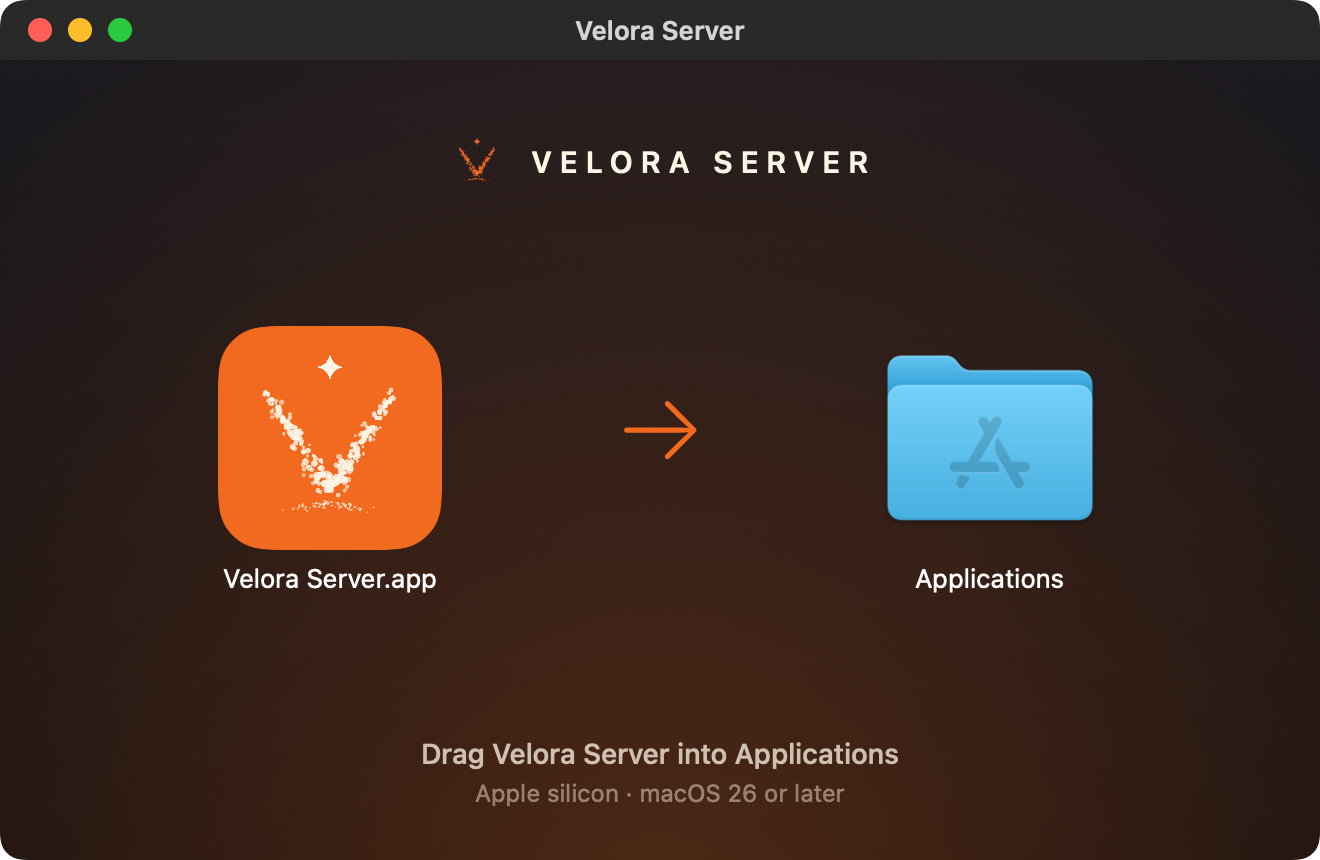 Velora Server
VELORA SERVER
Velora Server.app
Applications
Drag Velora Server into Applications
Apple silicon · macOS 26 or later